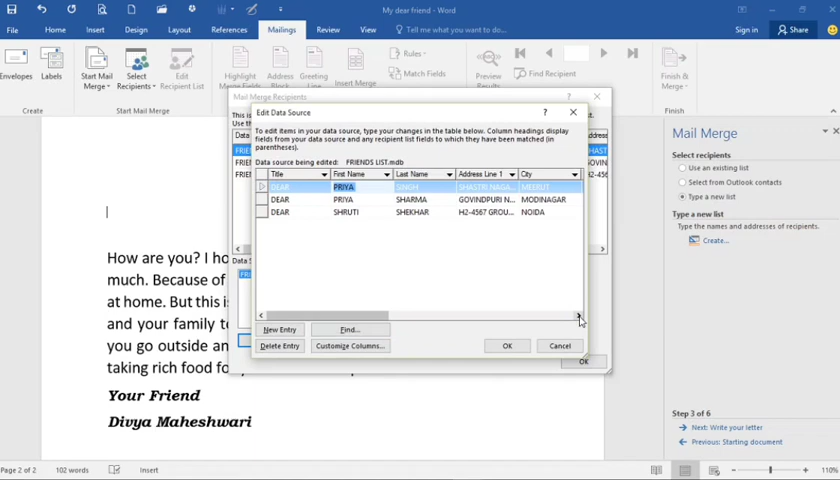 My dear friend - Word
File Home Insert Draw Design Layout References Mailings Review View Tell me what you want to do... Sign in Share
Envelopes Labels Start Mail Merge Select Recipients Edit Recipient List Highlight Merge Fields Address Block Greeting Line Insert Merge Rules Match Fields Preview Results Find Recipient Finish & Merge
Create Start Mail Merge Finish
Mail Merge Recipients
Edit Data Source
To edit items in your data source, type your changes in the table below. Column headings display
fields from your data source and any recipient list fields to which they have been matched (in
parentheses).
Data source being edited: FRIENDS LIST.mdb
Title First Name Last Name Address Line 1 City
DEAR PRIYA SINGH SHASTRI NAGA... MEERUT
DEAR PRIYA SHARMA GOVINDPURI N... MODINAGAR
DEAR SHRUTI SHEKHAR H2-4567 GROU... NOIDA
New Entry Find...
Delete Entry Customize Columns... OK Cancel
OK
How are you? I ho
much. Because of
at home. But this is
and your family to
you go outside an
taking rich food fo
Your Friend
Divya Maheshwari
Mail Merge
Select recipients
Use an existing list
Select from Outlook contacts
Type a new list
Type a new list
Type the names and addresses of recipients.
Create...
Step 3 of 6
Next: Write your letter
Previous: Starting document
Page 2 of 2 102 words Insert 110%